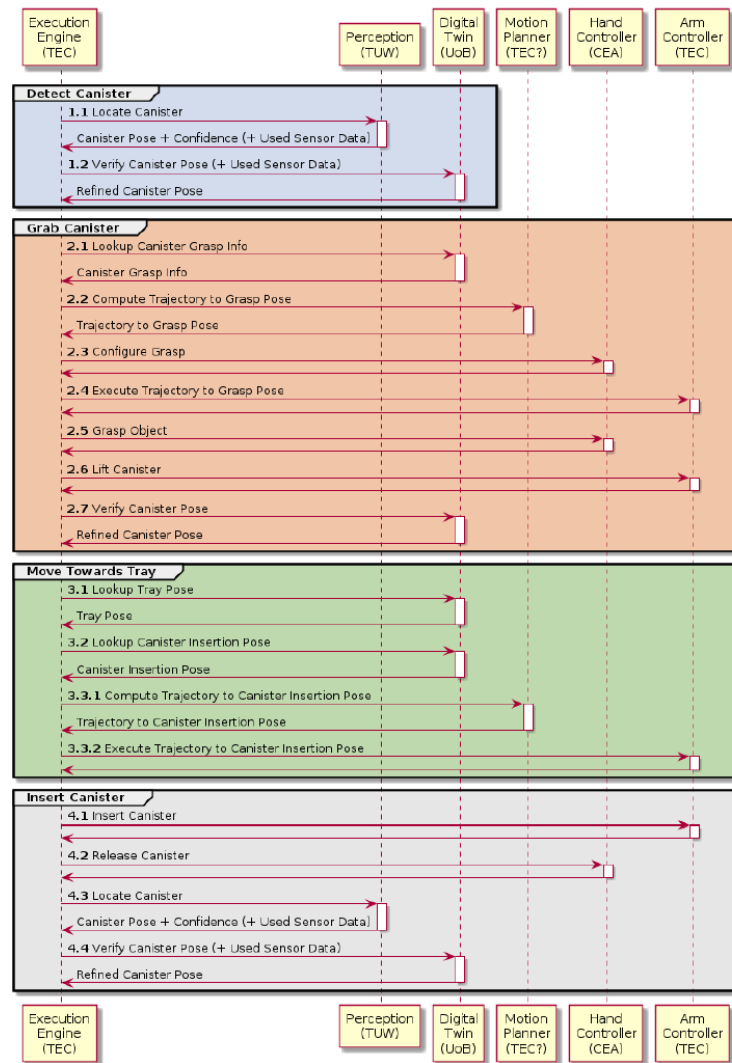 Execution
Engine
(TEC)
Perception
(TUW)
Digital
Twin
(UoB)
Motion
Planner
(TEC?)
Hand
Controller
(CEA)
Arm
Controller
(TEC)
Detect Canister
1.1 Locate Canister
Canister Pose + Confidence (+ Used Sensor Data)
1.2 Verify Canister Pose (+ Used Sensor Data)
Refined Canister Pose
Grab Canister
2.1 Lookup Canister Grasp Info
Canister Grasp Info
2.2 Compute Trajectory to Grasp Pose
Trajectory to Grasp Pose
2.3 Configure Grasp
2.4 Execute Trajectory to Grasp Pose
2.5 Grasp Object
2.6 Lift Canister
2.7 Verify Canister Pose
Refined Canister Pose
Move Towards Tray
3.1 Lookup Tray Pose
Tray Pose
3.2 Lookup Canister Insertion Pose
Canister Insertion Pose
3.3.1 Compute Trajectory to Canister Insertion Pose
Trajectory to Canister Insertion Pose
3.3.2 Execute Trajectory to Canister Insertion Pose
Insert Canister
4.1 Insert Canister
4.2 Release Canister
4.3 Locate Canister
Canister Pose + Confidence (+ Used Sensor Data)
4.4 Verify Canister Pose (+ Used Sensor Data)
Refined Canister Pose
Execution
Engine
(TEC)
Perception
(TUW)
Digital
Twin
(UoB)
Motion
Planner
(TEC?)
Hand
Controller
(CEA)
Arm
Controller
(TEC)